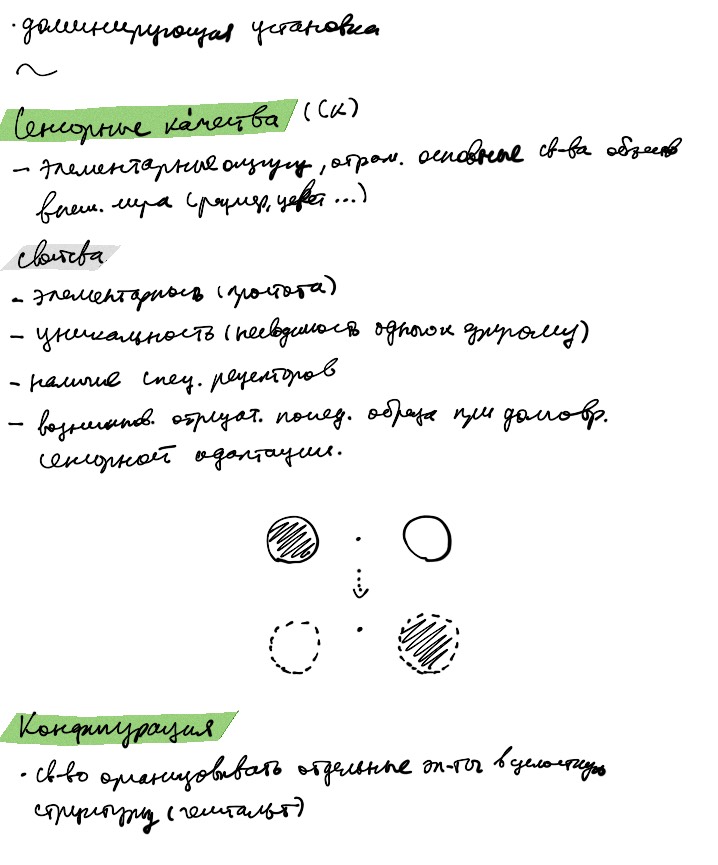 · доминирующая установка
~
Сенсорные качества (СК)
– элементарные ощущ, отраж. основные св-ва объектов
внеш. мира (размер, цвет ...)
свойства
– элементарность (простота)
– уникальность (несводимость одного к другому)
– наличие спец. рецепторов
– возникнов. отрицат. послед. образа при долговр.
сенсорной адаптации.
Конфигурация
· св-во организовывать отдельные эл-ты в целостную
структуру (гештальт)